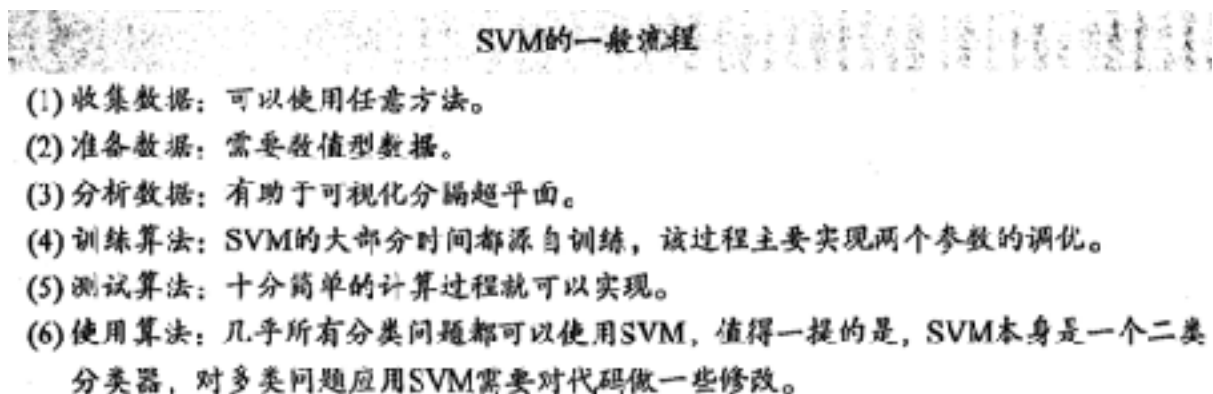 SVM的一般流程
(1) 收集数据：可以使用任意方法。
(2) 准备数据：需要数值型数据。
(3) 分析数据：有助于可视化分隔超平面。
(4) 训练算法：SVM的大部分时间都源自训练，该过程主要实现两个参数的调优。
(5) 测试算法：十分简单的计算过程就可以实现。
(6) 使用算法：几乎所有分类问题都可以使用SVM，值得一提的是，SVM本身是一个二类
分类器，对多类问题应用SVM需要对代码做一些修改。